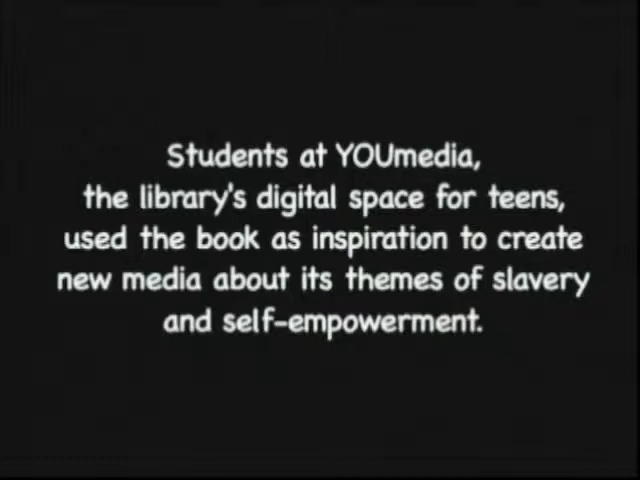 Students at YOUmedia,
the library's digital space for teens,
used the book as inspiration to create
new media about its themes of slavery
and self-empowerment.